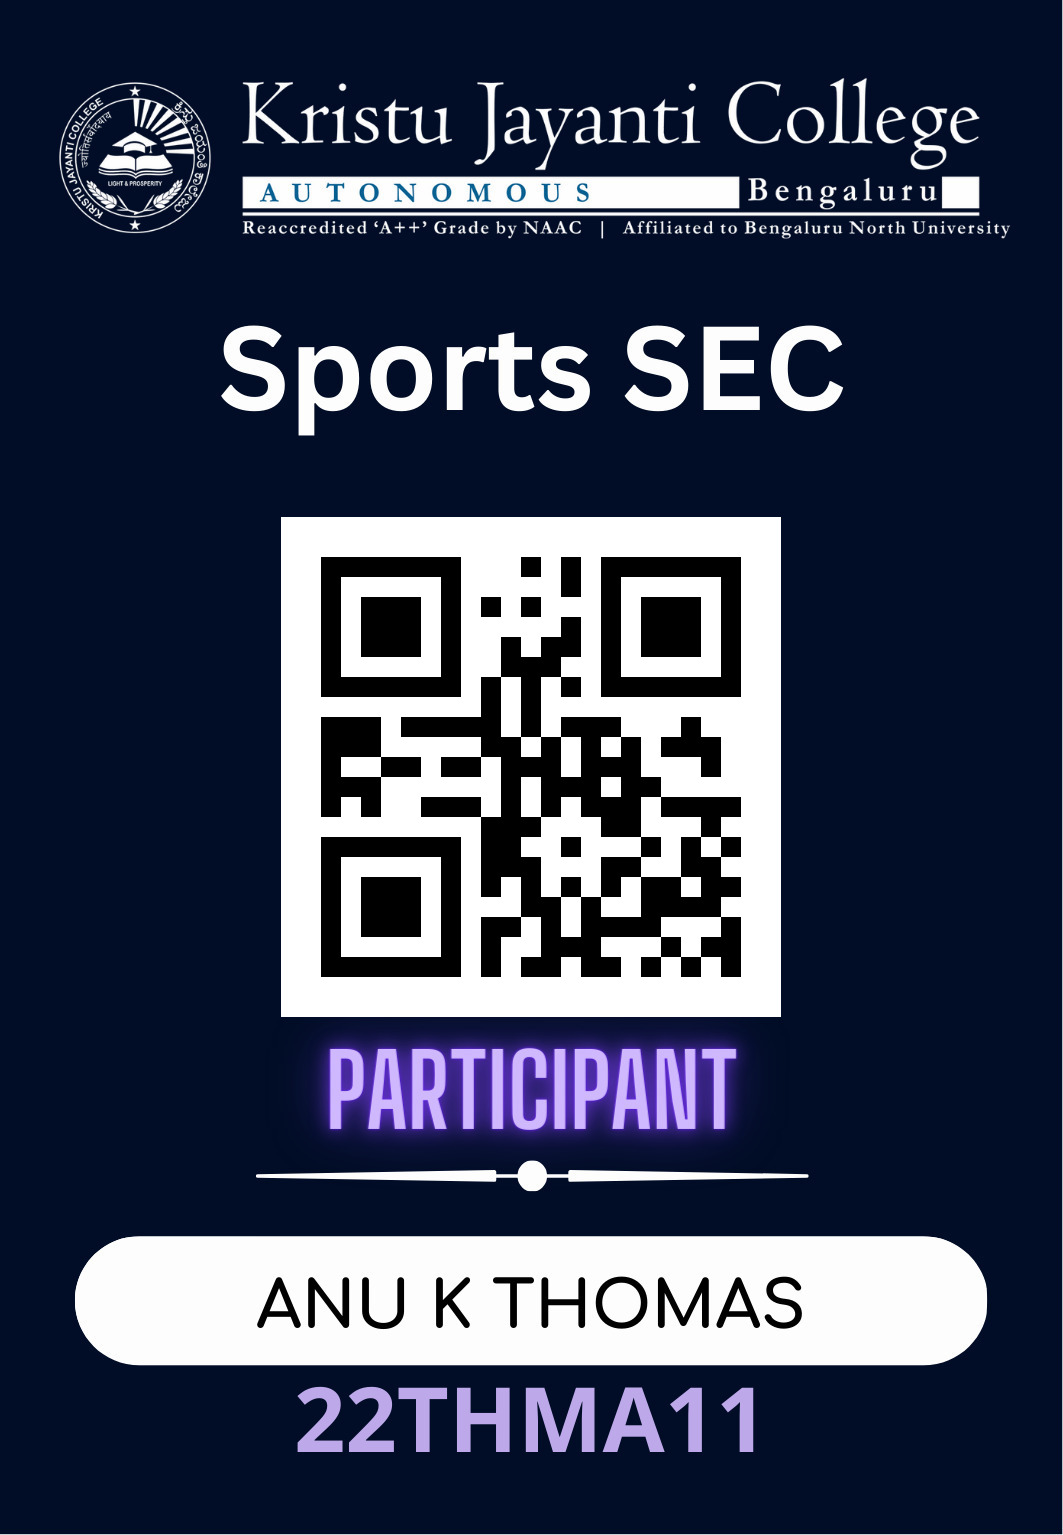 Kristu Jayanti College
AUTONOMOUS Bengaluru
Reaccredited ‘A++’ Grade by NAAC | Affiliated to Bengaluru North University
KRISTU JAYANTI COLLEGE
ಕ್ರಿಸ್ತು ಜಯಂತಿ ಕಾಲೇಜು
LIGHT & PROSPERITY
Sports SEC
PARTICIPANT
ANU K THOMAS
22THMA11